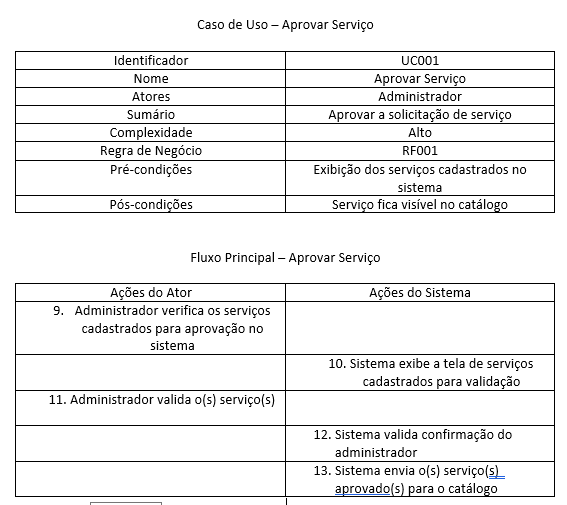 Caso de Uso – Aprovar Serviço
Identificador UC001
Nome Aprovar Serviço
Atores Administrador
Sumário Aprovar a solicitação de serviço
Complexidade Alto
Regra de Negócio RF001
Pré-condições Exibição dos serviços cadastrados no
sistema
Pós-condições Serviço fica visível no catálogo
Fluxo Principal – Aprovar Serviço
Ações do Ator Ações do Sistema
9. Administrador verifica os serviços
cadastrados para aprovação no
sistema
10. Sistema exibe a tela de serviços
cadastrados para validação
11. Administrador valida o(s) serviço(s)
12. Sistema valida confirmação do
administrador
13. Sistema envia o(s) serviço(s)
aprovado(s) para o catálogo